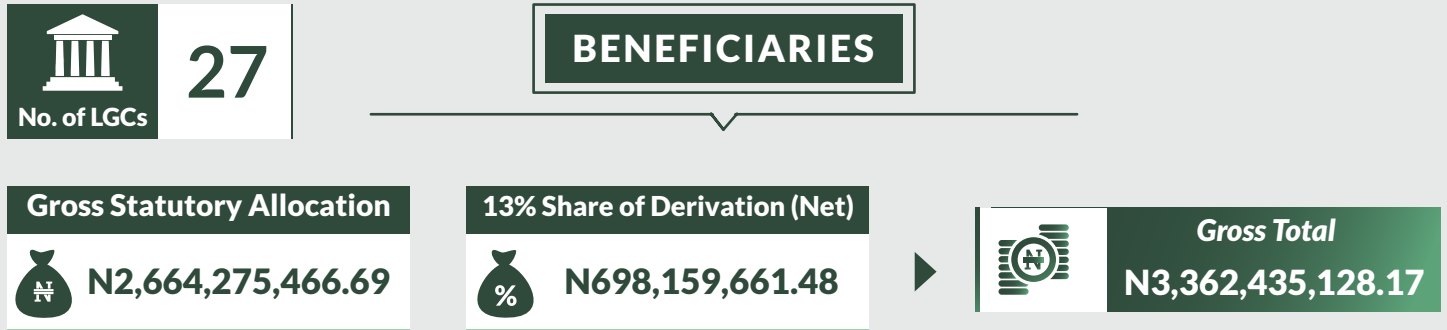 27
No. of LGCs
BENEFICIARIES
Gross Statutory Allocation
₦
N2,664,275,466.69
13% Share of Derivation (Net)
%
N698,159,661.48
Gross Total
₦
N3,362,435,128.17